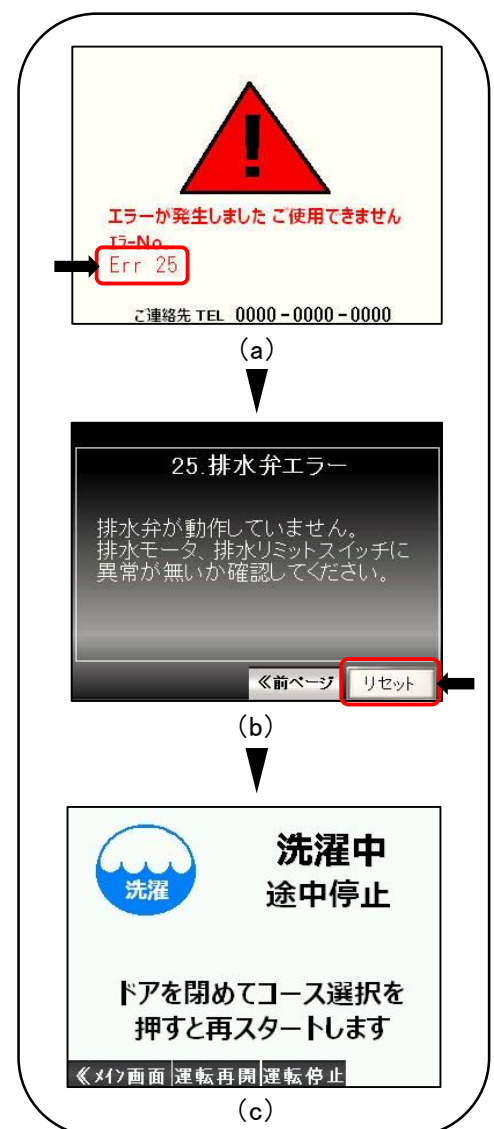 エラーが発生しました ご使用できません
エラーNo.
Err 25
ご連絡先 TEL 0000-0000-0000
(a)
25.排水弁エラー
排水弁が動作していません。
排水モータ、排水リミットスイッチに
異常が無いか確認してください。
≪前ページ リセット
(b)
洗濯
洗濯中
途中停止
ドアを閉めてコース選択を
押すと再スタートします
≪メイン画面 運転再開 運転停止
(c)